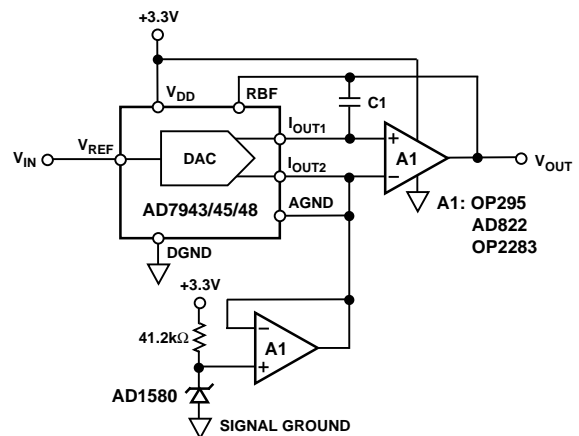 +3.3V
VDD
RBF
C1
VIN
VREF
DAC
IOUT1
IOUT2
+
−
A1
VOUT
AD7943/45/48
AGND
A1: OP295
AD822
OP2283
DGND
+3.3V
41.2kΩ
−
+
A1
AD1580
SIGNAL GROUND